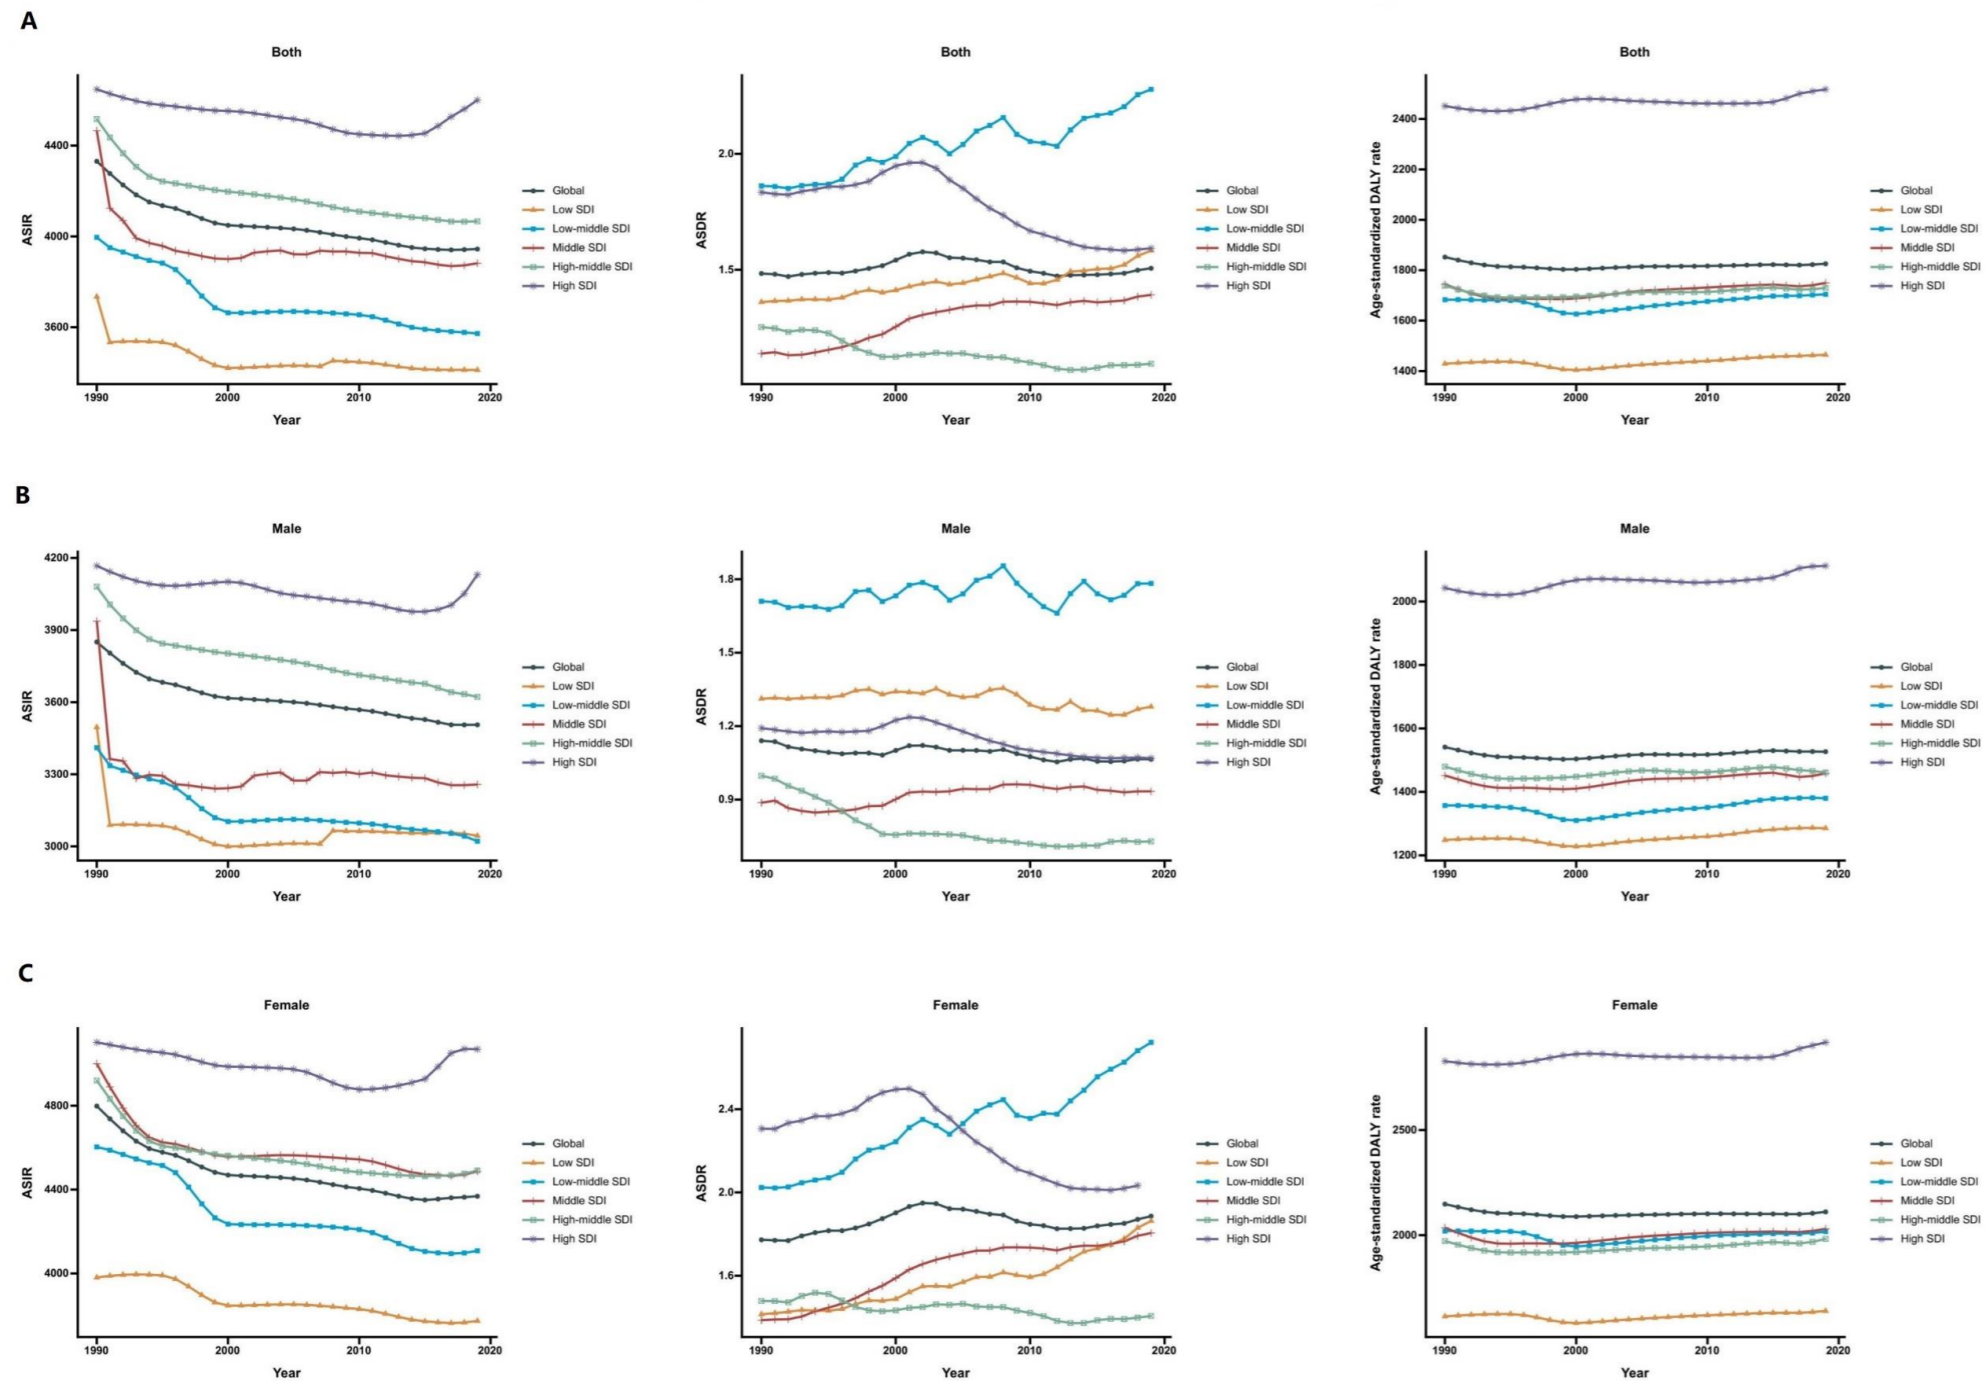 A
Both
Both
Both
ASIR
4400
4000
3600
1990
2000
2010
2020
Year
Global
Low SDI
Low-middle SDI
Middle SDI
High-middle SDI
High SDI
ASDR
2.0
1.5
1990
2000
2010
2020
Year
Global
Low SDI
Low-middle SDI
Middle SDI
High-middle SDI
High SDI
Age-standardized DALY rate
2400
2200
2000
1800
1600
1400
1990
2000
2010
2020
Year
Global
Low SDI
Low-middle SDI
Middle SDI
High-middle SDI
High SDI
B
Male
Male
Male
ASIR
4200
3900
3600
3300
3000
1990
2000
2010
2020
Year
Global
Low SDI
Low-middle SDI
Middle SDI
High-middle SDI
High SDI
ASDR
1.8
1.5
1.2
0.9
1990
2000
2010
2020
Year
Global
Low SDI
Low-middle SDI
Middle SDI
High-middle SDI
High SDI
Age-standardized DALY rate
2000
1800
1600
1400
1200
1990
2000
2010
2020
Year
Global
Low SDI
Low-middle SDI
Middle SDI
High-middle SDI
High SDI
C
Female
Female
Female
ASIR
4800
4400
4000
1990
2000
2010
2020
Year
Global
Low SDI
Low-middle SDI
Middle SDI
High-middle SDI
High SDI
ASDR
2.4
2.0
1.6
1990
2000
2010
2020
Year
Global
Low SDI
Low-middle SDI
Middle SDI
High-middle SDI
High SDI
Age-standardized DALY rate
2500
2000
1990
2000
2010
2020
Year
Global
Low SDI
Low-middle SDI
Middle SDI
High-middle SDI
High SDI